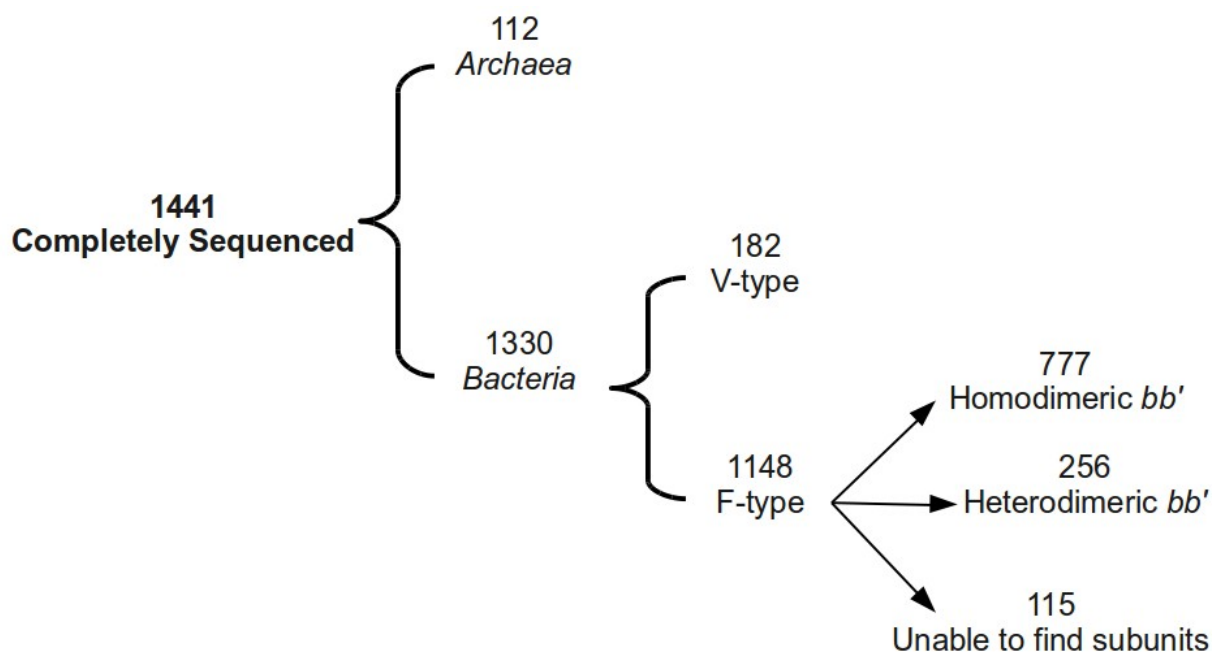 112
Archaea
1441
Completely Sequenced
182
V-type
1330
Bacteria
777
Homodimeric bb'
1148
F-type
256
Heterodimeric bb'
115
Unable to find subunits